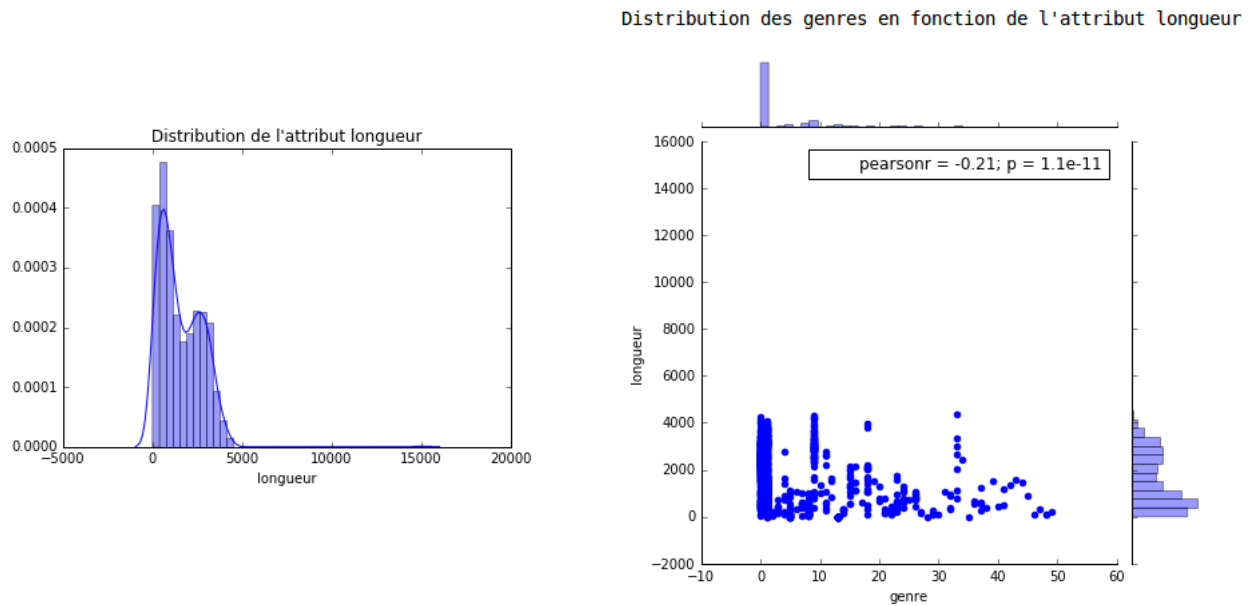 Distribution des genres en fonction de l'attribut longueur
Distribution de l'attribut longueur
0.0005
0.0004
0.0003
0.0002
0.0001
0.0000
−5000 0 5000 10000 15000 20000
longueur
pearsonr = -0.21; p = 1.1e-11
16000
14000
12000
10000
8000
6000
4000
2000
0
−2000
longueur
−10 0 10 20 30 40 50 60
genre